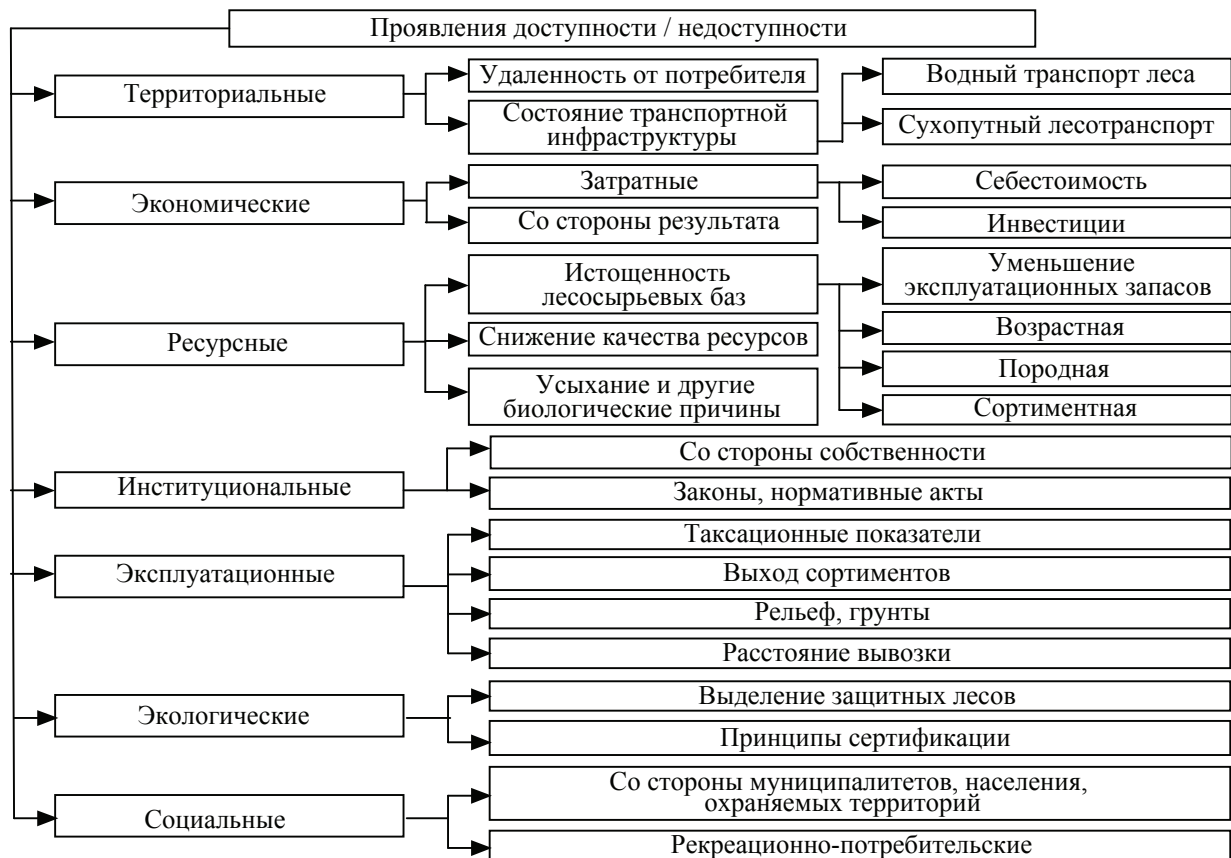 Проявления доступности / недоступности
Территориальные
Удаленность от потребителя
Состояние транспортной
инфраструктуры
Водный транспорт леса
Сухопутный лесотранспорт
Экономические
Затратные
Со стороны результата
Себестоимость
Инвестиции
Ресурсные
Истощенность
лесосырьевых баз
Снижение качества ресурсов
Усыхание и другие
биологические причины
Уменьшение
эксплуатационных запасов
Возрастная
Породная
Сортиментная
Институциональные
Со стороны собственности
Законы, нормативные акты
Эксплуатационные
Таксационные показатели
Выход сортиментов
Рельеф, грунты
Расстояние вывозки
Экологические
Выделение защитных лесов
Принципы сертификации
Социальные
Со стороны муниципалитетов, населения,
охраняемых территорий
Рекреационно-потребительские